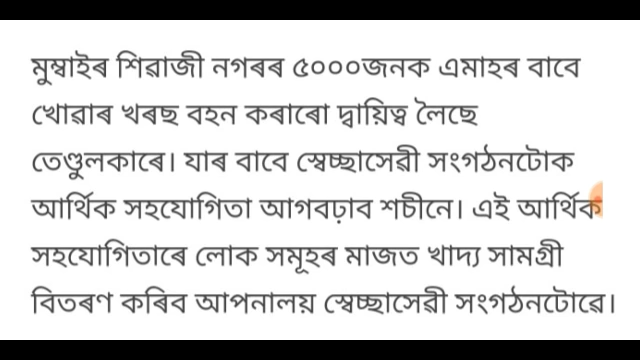 মুম্বাইৰ শিৱাজী নগৰৰ ৫০০০জনক এমাহৰ বাবে
খোৱাৰ খৰছ বহন কৰাৰো দ্বায়িত্ব লৈছে
তেণ্ডুলকাৰে। যাৰ বাবে স্বেচ্ছাসেৱী সংগঠনটোক
আৰ্থিক সহযোগিতা আগবঢ়াব শচীনে। এই আৰ্থিক
সহযোগিতাৰে লোক সমূহৰ মাজত খাদ্য সামগ্ৰী
বিতৰণ কৰিব আপনালয় স্বেচ্ছাসেৱী সংগঠনটোৱে।